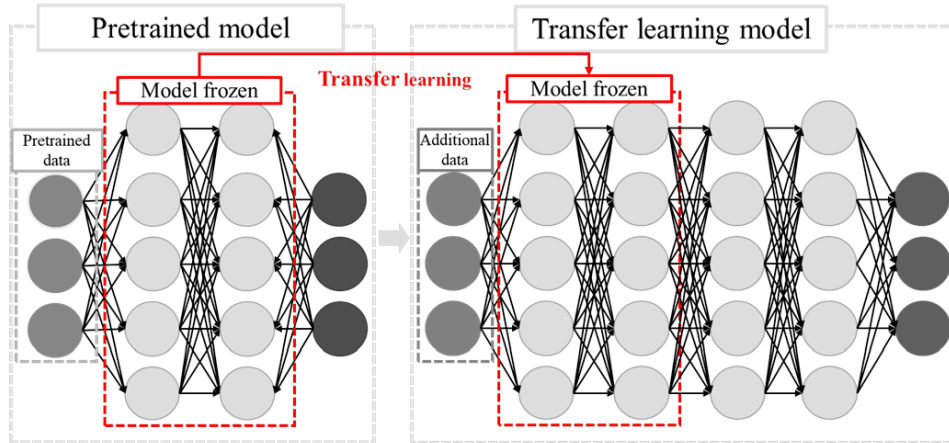 Pretrained model
Transfer learning model
Transfer learning
Model frozen
Model frozen
Pretrained
data
Additional
data